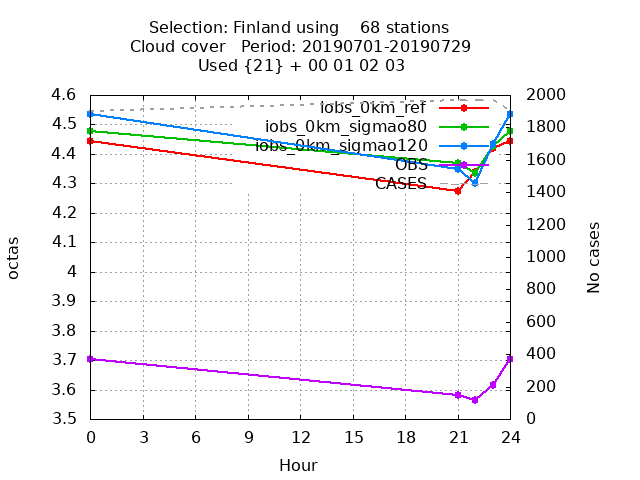 Selection: Finland using    68 stations
Cloud cover   Period: 20190701-20190729
Used {21} + 00 01 02 03
iobs_0km_ref
iobs_0km_sigmao80
iobs_0km_sigmao120
OBS
CASES
4.6
4.5
4.4
4.3
4.2
4.1
4
3.9
3.8
3.7
3.6
3.5
octas
2000
1800
1600
1400
1200
1000
800
600
400
200
0
No cases
0 3 6 9 12 15 18 21 24
Hour